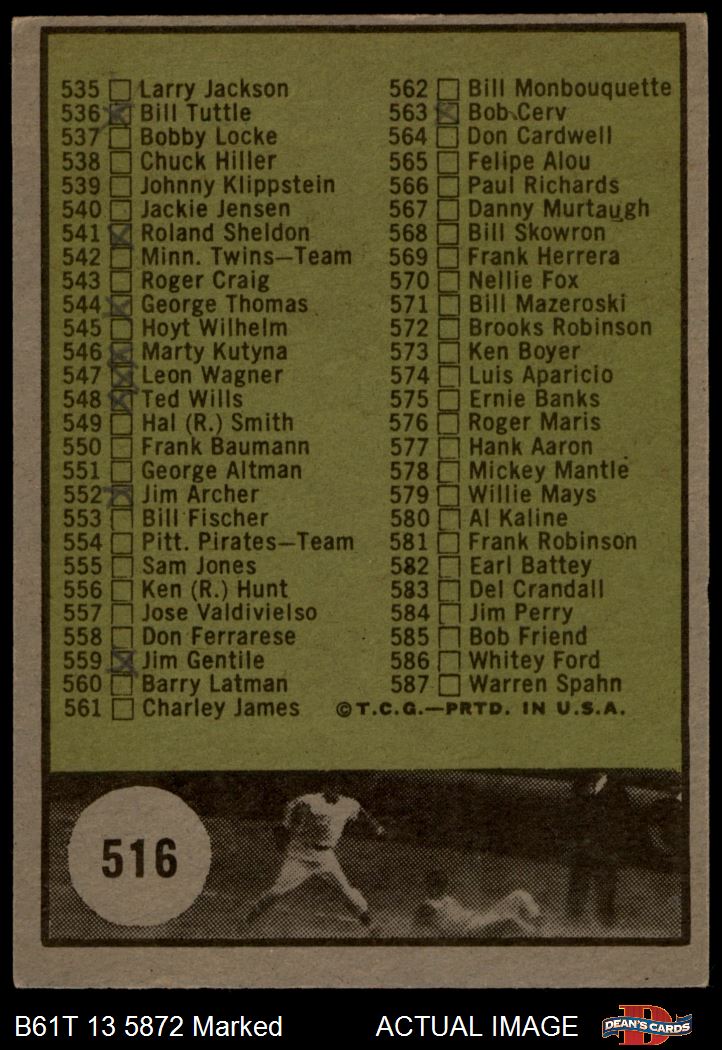 535 Larry Jackson
536 Bill Tuttle
537 Bobby Locke
538 Chuck Hiller
539 Johnny Klippstein
540 Jackie Jensen
541 Roland Sheldon
542 Minn. Twins—Team
543 Roger Craig
544 George Thomas
545 Hoyt Wilhelm
546 Marty Kutyna
547 Leon Wagner
548 Ted Wills
549 Hal (R.) Smith
550 Frank Baumann
551 George Altman
552 Jim Archer
553 Bill Fischer
554 Pitt. Pirates—Team
555 Sam Jones
556 Ken (R.) Hunt
557 Jose Valdivielso
558 Don Ferrarese
559 Jim Gentile
560 Barry Latman
561 Charley James
562 Bill Monbouquette
563 Bob Cerv
564 Don Cardwell
565 Felipe Alou
566 Paul Richards
567 Danny Murtaugh
568 Bill Skowron
569 Frank Herrera
570 Nellie Fox
571 Bill Mazeroski
572 Brooks Robinson
573 Ken Boyer
574 Luis Aparicio
575 Ernie Banks
576 Roger Maris
577 Hank Aaron
578 Mickey Mantle
579 Willie Mays
580 Al Kaline
581 Frank Robinson
582 Earl Battey
583 Del Crandall
584 Jim Perry
585 Bob Friend
586 Whitey Ford
587 Warren Spahn
©T.C.G.—PRTD. IN U.S.A.
516
B61T 13 5872 Marked
ACTUAL IMAGE
DEAN'S CARDS